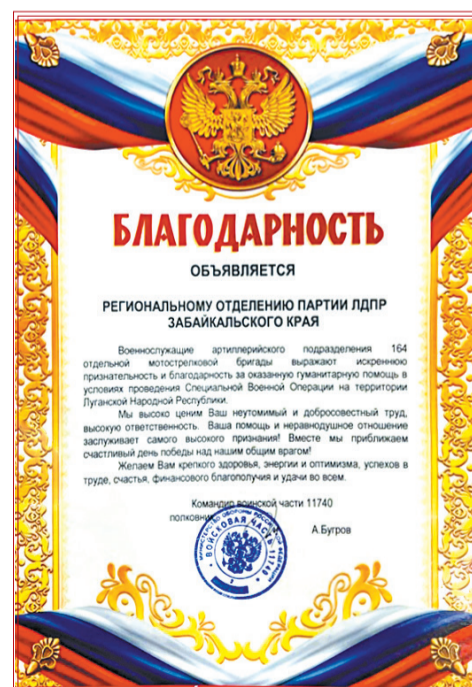 БЛАГОДАРНОСТЬ
ОБЪЯВЛЯЕТСЯ
РЕГИОНАЛЬНОМУ ОТДЕЛЕНИЮ ПАРТИИ ЛДПР
ЗАБАЙКАЛЬСКОГО КРАЯ
Военнослужащие артиллерийского подразделения 164
отдельной мотострелковой бригады выражают искреннюю
признательность и благодарность за оказанную гуманитарную помощь в
условиях проведения Специальной Военной Операции на территории
Луганской Народной Республики.
Мы высоко ценим Ваш неутомимый и добросовестный труд,
высокую ответственность. Ваша помощь и неравнодушное отношение
заслуживает самого высокого признания! Вместе мы приближаем
счастливый день победы над нашим общим врагом!
Желаем Вам крепкого здоровья, энергии и оптимизма, успехов в
труде, счастья, финансового благополучия и удачи во всем.
Командир воинской части 11740
полковник
А.Бугров
ВОЙСКОВАЯ ЧАСТЬ 11740